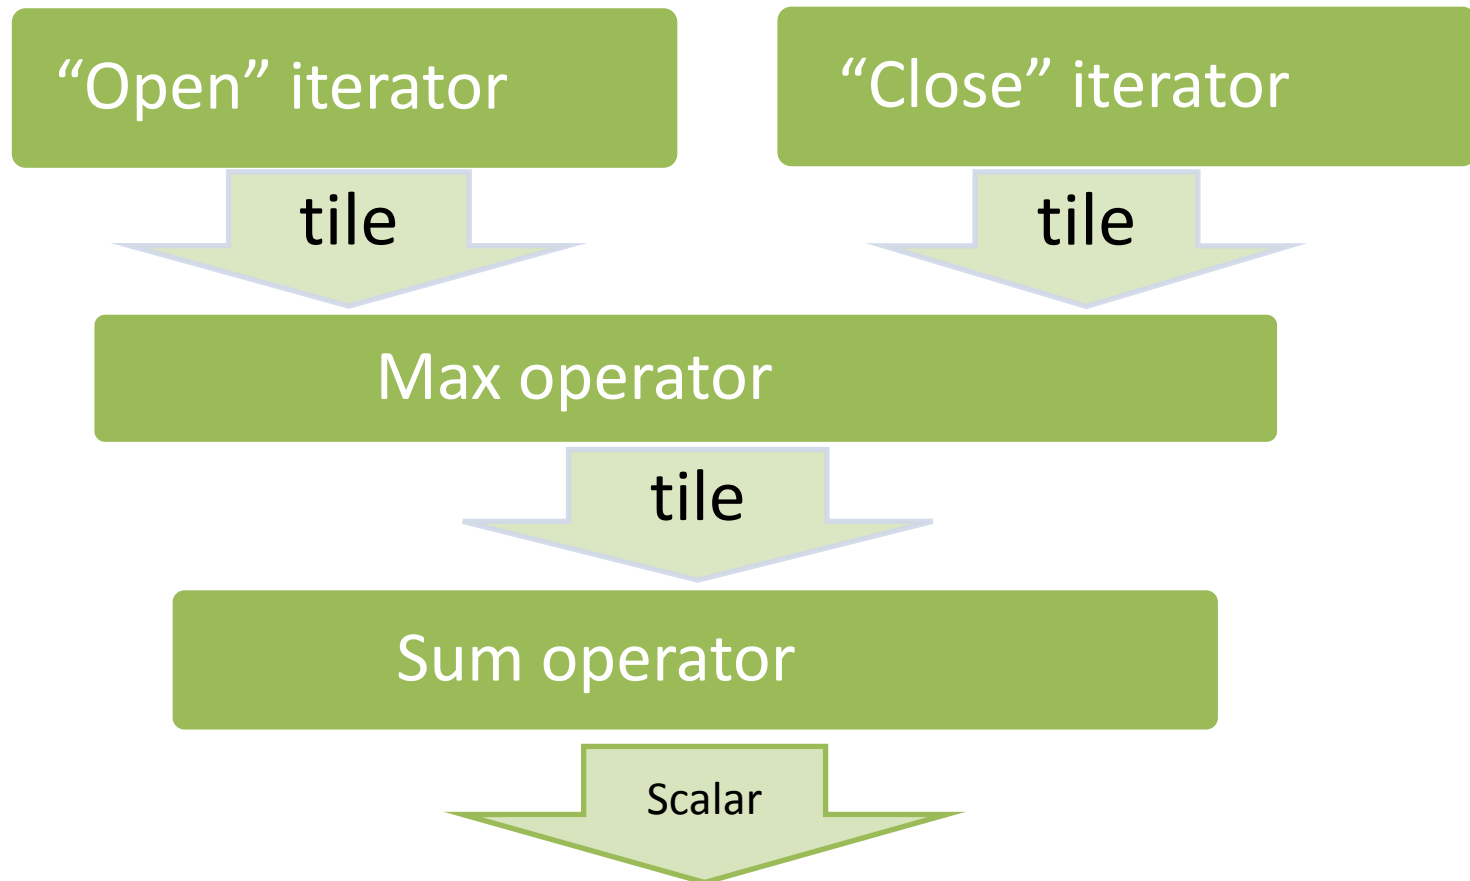 “Open” iterator
“Close” iterator
tile
tile
Max operator
tile
Sum operator
Scalar